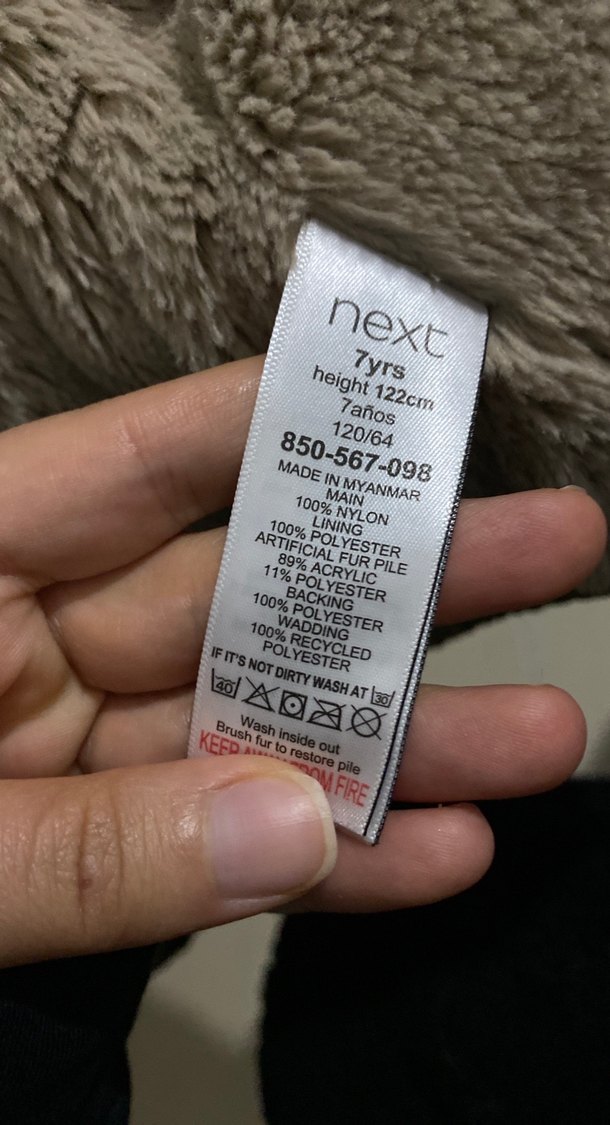 next
7yrs
height 122cm
7años
120/64
850-567-098
MADE IN MYANMAR
MAIN
100% NYLON
LINING
100% POLYESTER
ARTIFICIAL FUR PILE
89% ACRYLIC
11% POLYESTER
BACKING
100% POLYESTER
WADDING
100% RECYCLED
POLYESTER
IF IT'S NOT DIRTY WASH AT 30
40
Wash inside out
Brush fur to restore pile
KEEP AWAY FROM FIRE